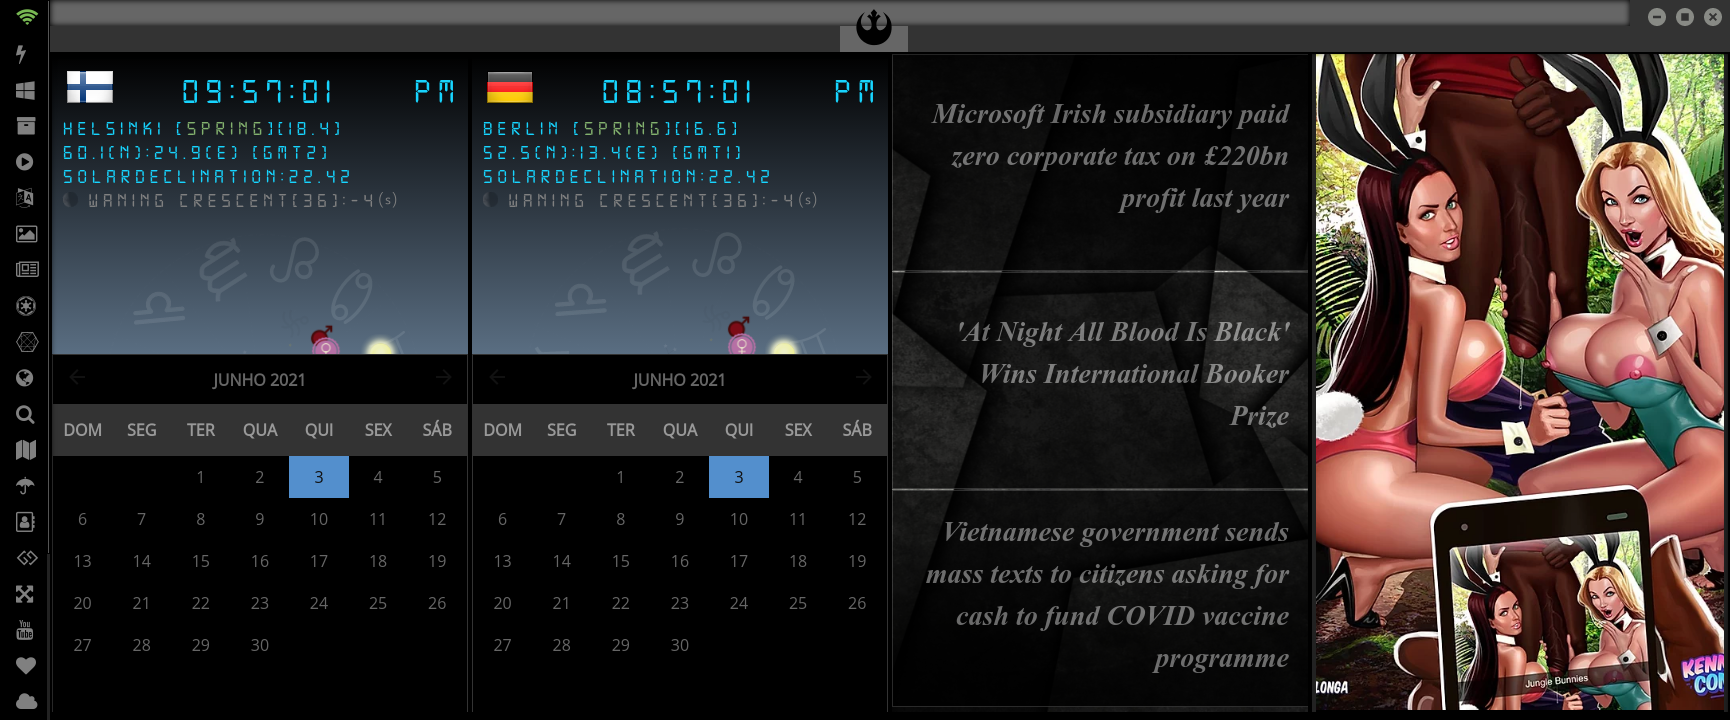 09:57:01 PM
HELSINKI [SPRING][18.4]
60.1(N):24.9(E) [GMT2]
SOLARDECLINATION:22.42
WANING CRESCENT[36]:-4(s)
JUNHO 2021
DOM SEG TER QUA QUI SEX SÁB
1 2 3 4 5
6 7 8 9 10 11 12
13 14 15 16 17 18 19
20 21 22 23 24 25 26
27 28 29 30
08:57:01 PM
BERLIN [SPRING][16.6]
52.5(N):13.4(E) [GMT1]
SOLARDECLINATION:22.42
WANING CRESCENT[36]:-4(s)
JUNHO 2021
DOM SEG TER QUA QUI SEX SÁB
1 2 3 4 5
6 7 8 9 10 11 12
13 14 15 16 17 18 19
20 21 22 23 24 25 26
27 28 29 30
Microsoft Irish subsidiary paid
zero corporate tax on £220bn
profit last year
'At Night All Blood Is Black'
Wins International Booker
Prize
Vietnamese government sends
mass texts to citizens asking for
cash to fund COVID vaccine
programme
Jungle Bunnies
LONGA
You
Tube